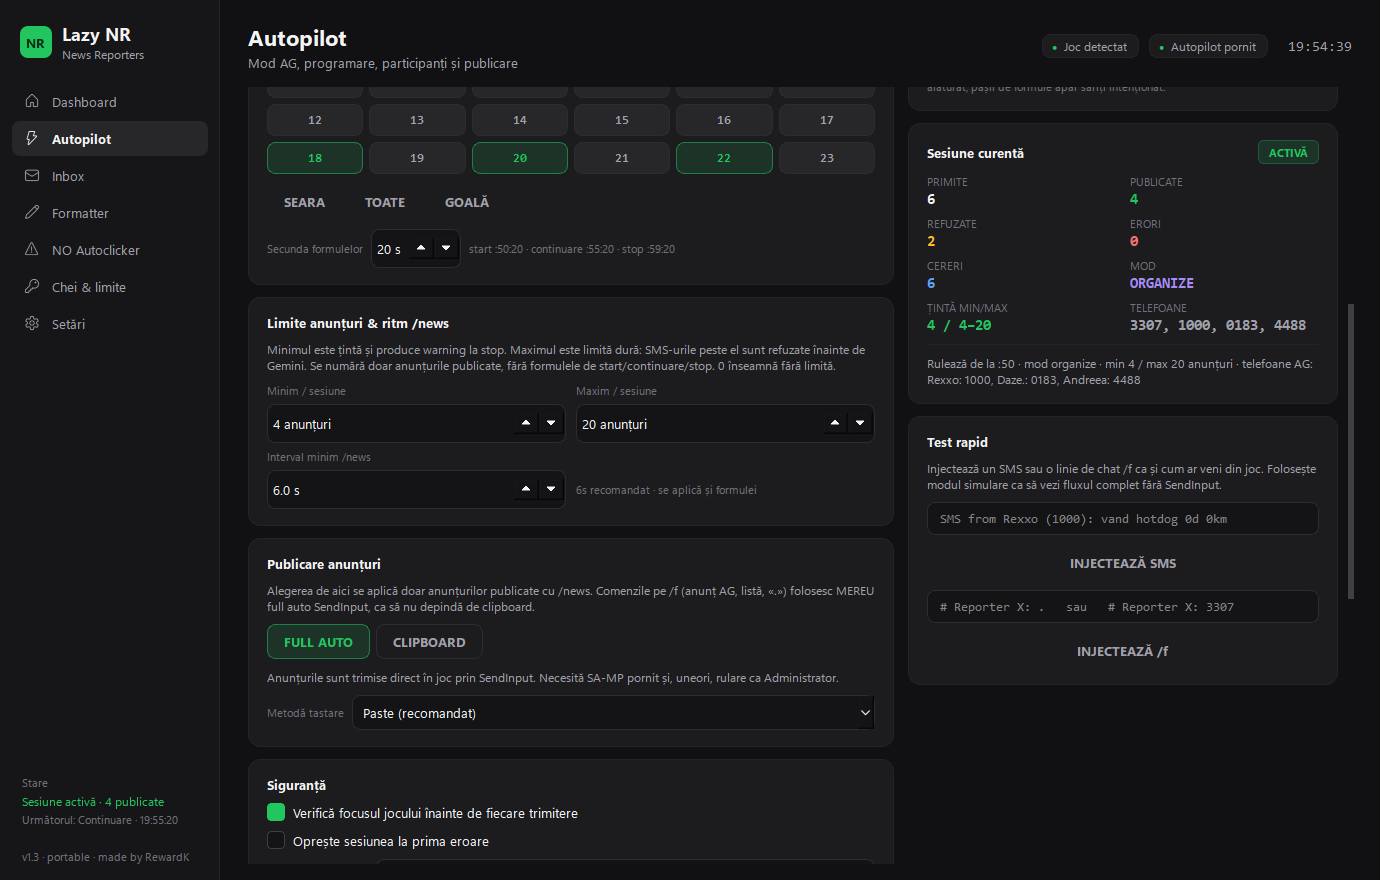 NR
Lazy NR
News Reporters
Dashboard
Autopilot
Inbox
Formatter
NO Autoclicker
Chei & limite
Setări
Stare
Sesiune activă · 4 publicate
Următorul: Continuare · 19:55:20
v1.3 · portable · made by RewardK
Autopilot
Mod AG, programare, participanți și publicare
• Joc detectat
• Autopilot pornit
19:54:39
12 13 14 15 16 17
18 19 20 21 22 23
SEARA TOATE GOALĂ
Secunda formulelor 20 s start :50:20 · continuare :55:20 · stop :59:20
Limite anunțuri & ritm /news
Minimul este țintă și produce warning la stop. Maximul este limită dură: SMS-urile peste el sunt refuzate înainte de
Gemini. Se numără doar anunțurile publicate, fără formulele de start/continuare/stop. 0 înseamnă fără limită.
Minim / sesiune Maxim / sesiune
4 anunțuri 20 anunțuri
Interval minim /news
6.0 s 6s recomandat · se aplică și formulei
Publicare anunțuri
Alegerea de aici se aplică doar anunțurilor publicate cu /news. Comenzile pe /f (anunț AG, listă, «.») folosesc MEREU
full auto SendInput, ca să nu depindă de clipboard.
FULL AUTO CLIPBOARD
Anunțurile sunt trimise direct în joc prin SendInput. Necesită SA-MP pornit și, uneori, rulare ca Administrator.
Metodă tastare Paste (recomandat)
Siguranță
Verifică focusul jocului înainte de fiecare trimitere
Oprește sesiunea la prima eroare
alăturat, pașii de formule apar săriți intenționat.
Sesiune curentă ACTIVĂ
PRIMITE PUBLICATE
6 4
REFUZATE ERORI
2 0
CERERI MOD
6 ORGANIZE
ȚINTĂ MIN/MAX TELEFOANE
4 / 4–20 3307, 1000, 0183, 4488
Rulează de la :50 · mod organize · min 4 / max 20 anunțuri · telefoane AG:
Rexxo: 1000, Daze.: 0183, Andreea: 4488
Test rapid
Injectează un SMS sau o linie de chat /f ca și cum ar veni din joc. Folosește
modul simulare ca să vezi fluxul complet fără SendInput.
SMS from Rexxo (1000): vand hotdog 0d 0km
INJECTEAZĂ SMS
# Reporter X: . sau # Reporter X: 3307
INJECTEAZĂ /f